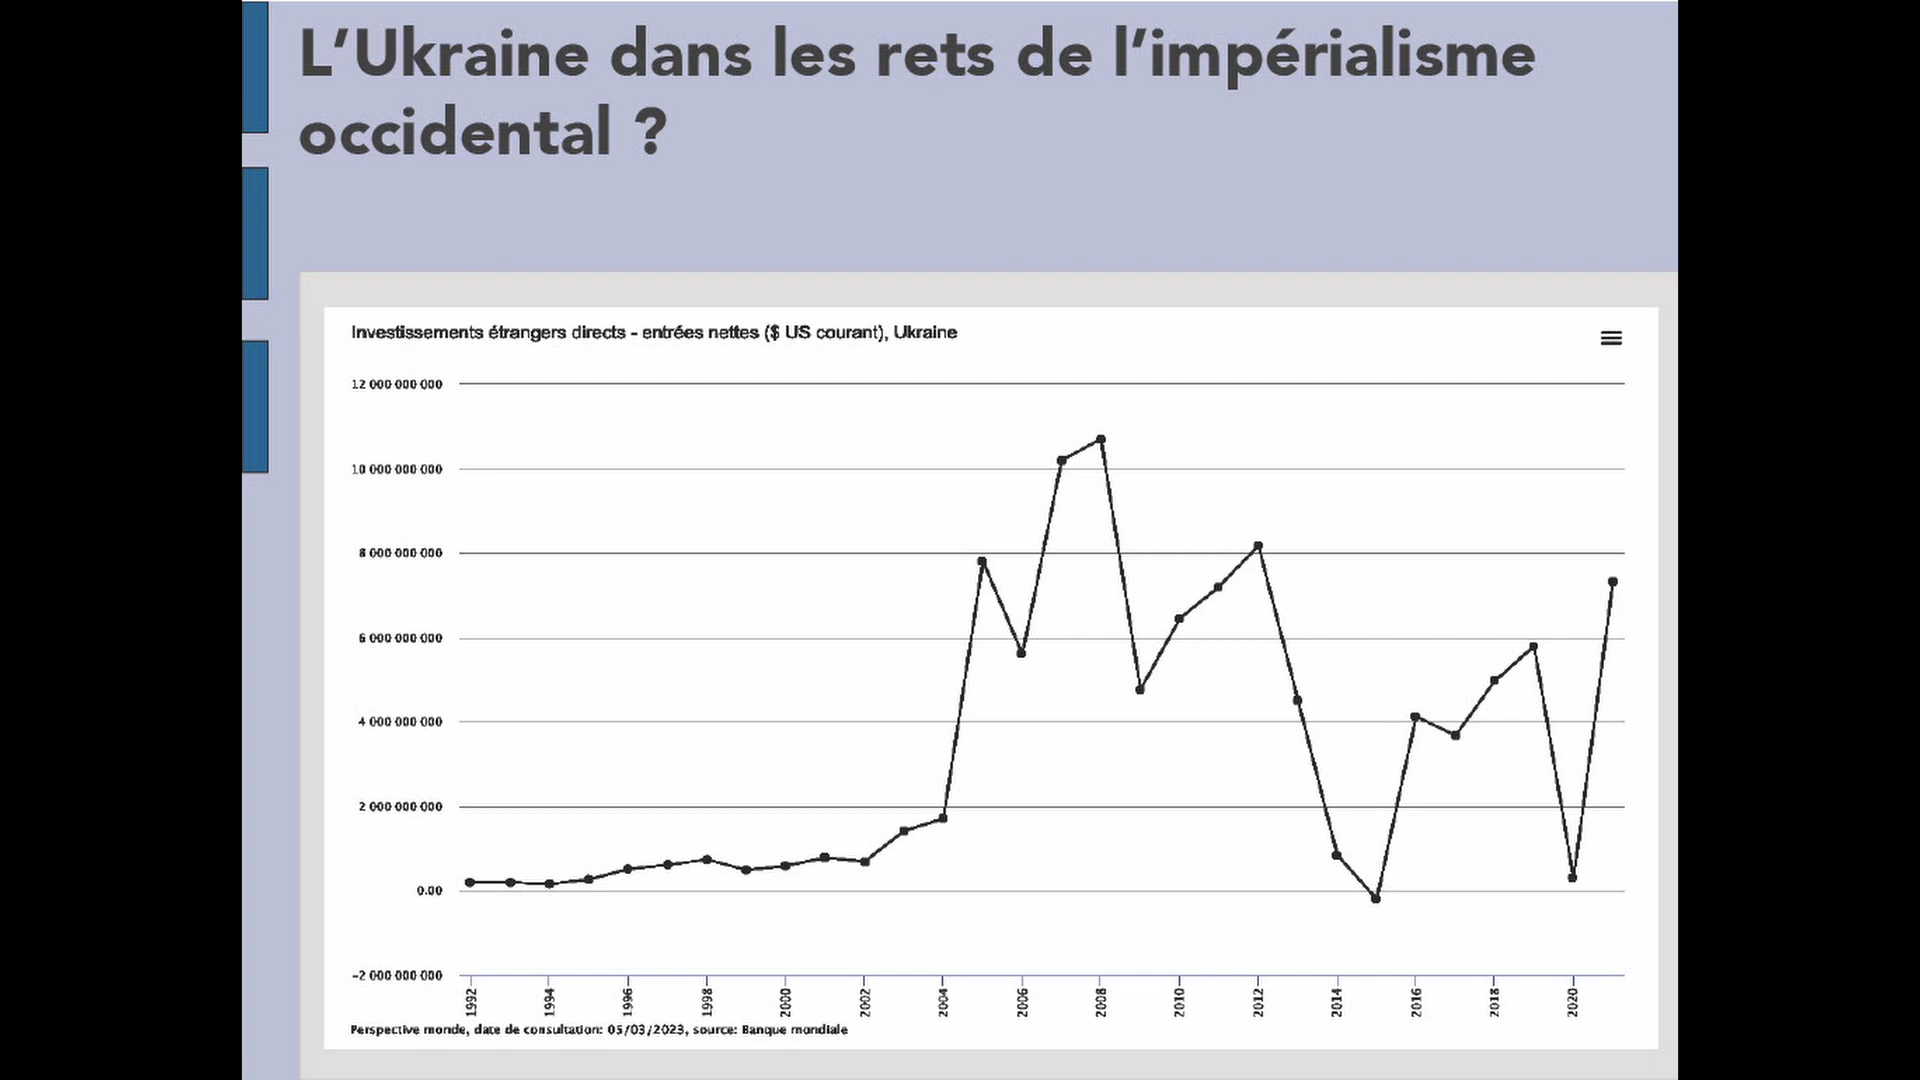 L’Ukraine dans les rets de l’impérialisme
occidental ?
Investissements étrangers directs - entrées nettes ($ US courant), Ukraine
12 000 000 000
10 000 000 000
8 000 000 000
6 000 000 000
4 000 000 000
2 000 000 000
0.00
-2 000 000 000
1992
1994
1996
1998
2000
2002
2004
2006
2008
2010
2012
2014
2016
2018
2020
Perspective monde, date de consultation: 05/03/2023, source: Banque mondiale